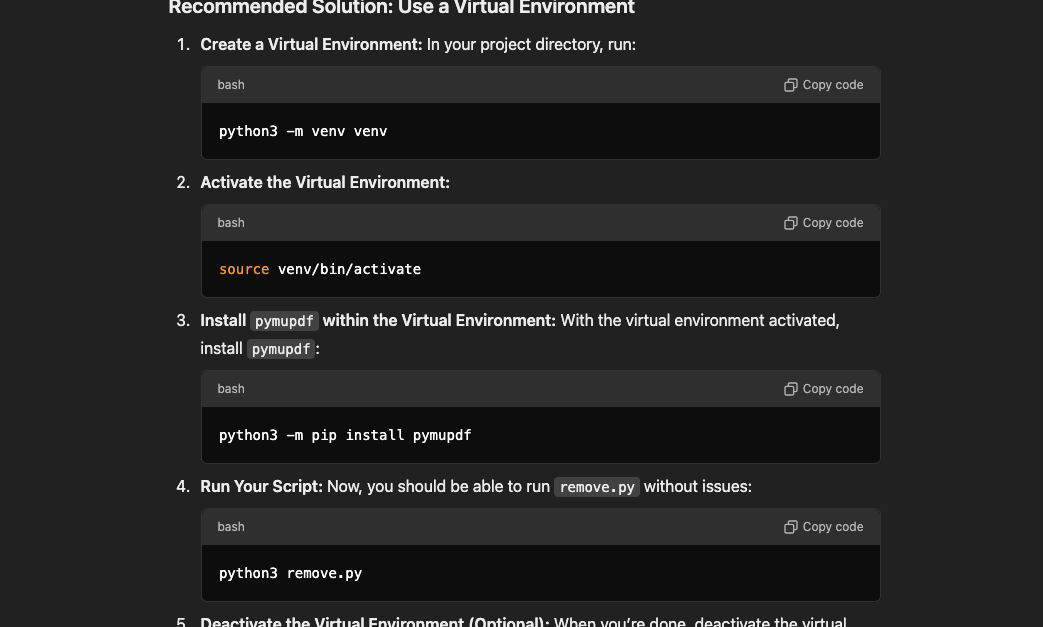 Recommended Solution: Use a Virtual Environment
1. Create a Virtual Environment: In your project directory, run:
bash
Copy code
python3 -m venv venv
2. Activate the Virtual Environment:
bash
Copy code
source venv/bin/activate
3. Install pymupdf within the Virtual Environment: With the virtual environment activated,
install pymupdf:
bash
Copy code
python3 -m pip install pymupdf
4. Run Your Script: Now, you should be able to run remove.py without issues:
bash
Copy code
python3 remove.py
5. Deactivate the Virtual Environment (Optional): When you're done, deactivate the virtual